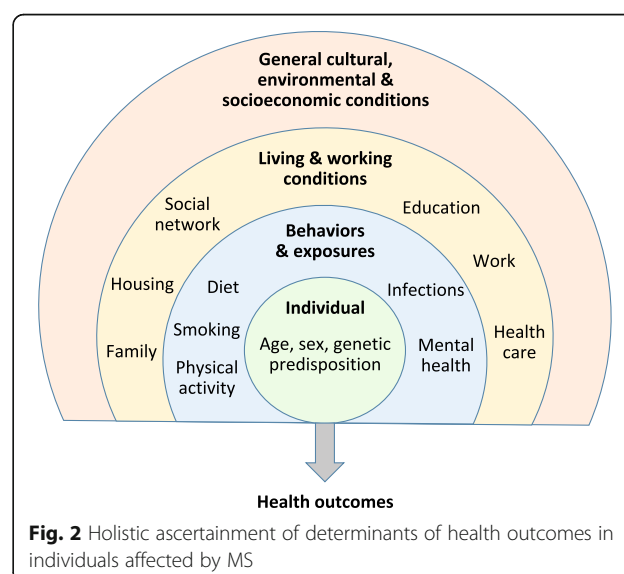 General cultural,
environmental &
socioeconomic conditions
Living & working
conditions
Social
network
Education
Behaviors
& exposures
Work
Housing
Diet
Infections
Individual
Smoking
Age, sex, genetic
predisposition
Mental
health
Health
care
Family
Physical
activity
Health outcomes
Fig. 2 Holistic ascertainment of determinants of health outcomes in
individuals affected by MS